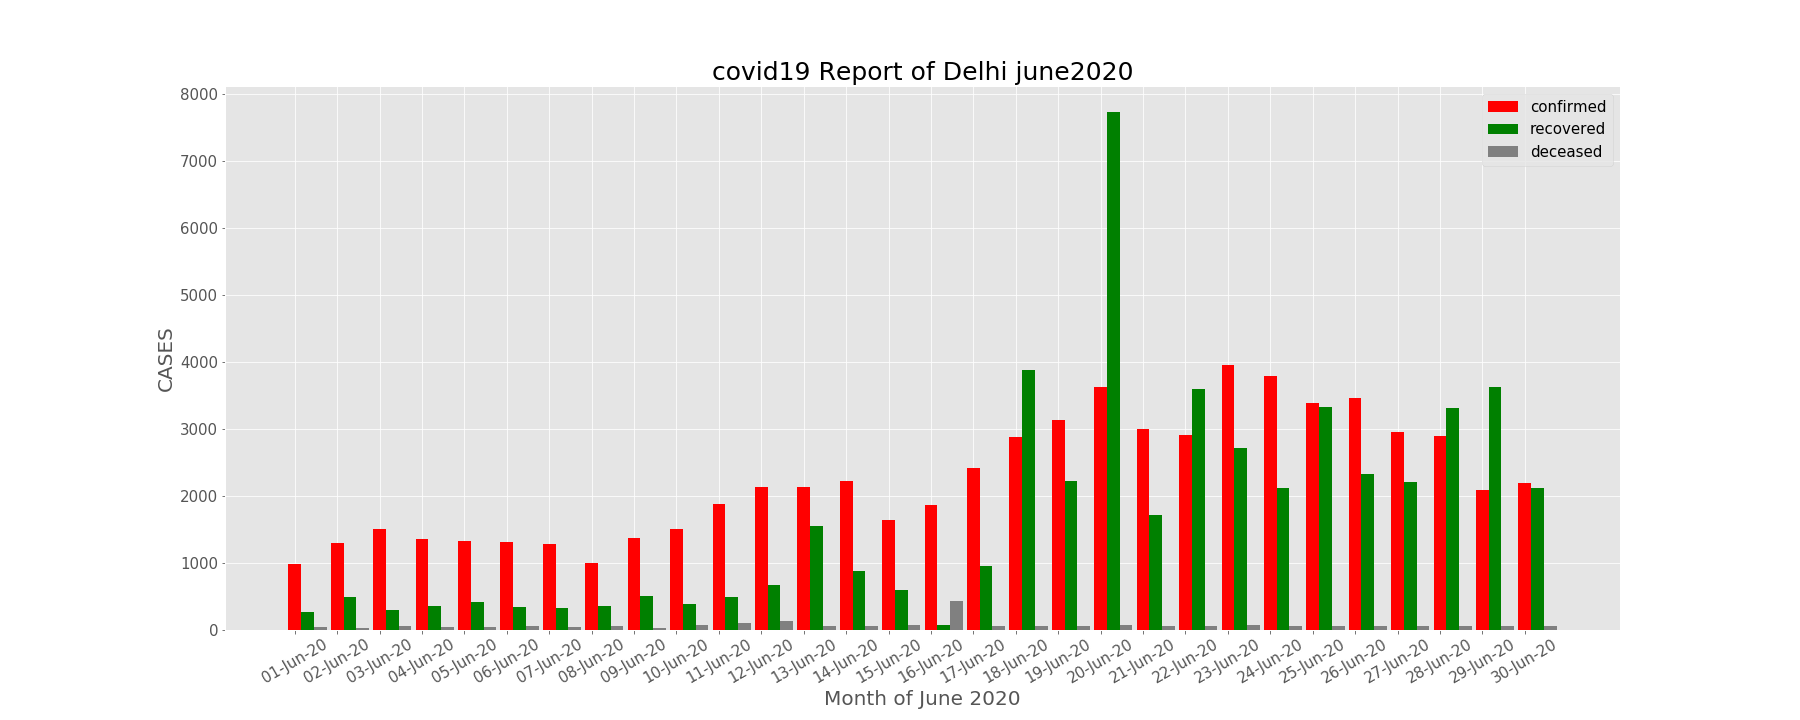 covid19 Report of Delhi june2020
8000
7000
6000
5000
4000
3000
2000
1000
0
CASES
confirmed
recovered
deceased
01-Jun-20
02-Jun-20
03-Jun-20
04-Jun-20
05-Jun-20
06-Jun-20
07-Jun-20
08-Jun-20
09-Jun-20
10-Jun-20
11-Jun-20
12-Jun-20
13-Jun-20
14-Jun-20
15-Jun-20
16-Jun-20
17-Jun-20
18-Jun-20
19-Jun-20
20-Jun-20
21-Jun-20
22-Jun-20
23-Jun-20
24-Jun-20
25-Jun-20
26-Jun-20
27-Jun-20
28-Jun-20
29-Jun-20
30-Jun-20
Month of June 2020